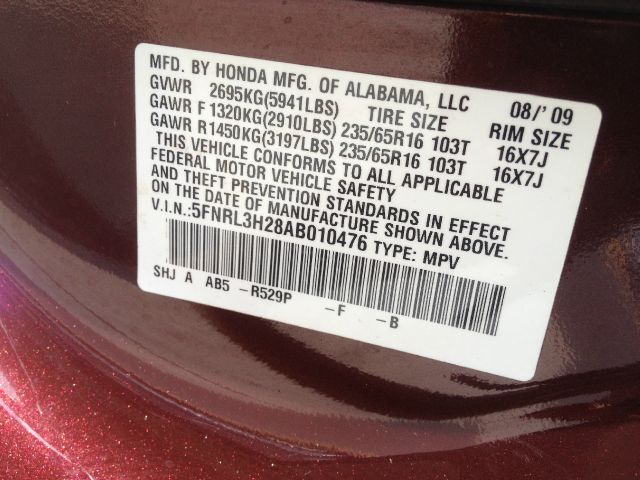 MFD. BY HONDA MFG. OF ALABAMA, LLC 08/' 09
GVWR 2695KG(5941LBS) TIRE SIZE RIM SIZE
GAWR F 1320KG(2910LBS) 235/65R16 103T 16X7J
GAWR R1450KG(3197LBS) 235/65R16 103T 16X7J
THIS VEHICLE CONFORMS TO ALL APPLICABLE
FEDERAL MOTOR VEHICLE SAFETY
AND THEFT PREVENTION STANDARDS IN EFFECT
ON THE DATE OF MANUFACTURE SHOWN ABOVE.
V.I.N.:5FNRL3H28AB010476 TYPE: MPV
SHJ A AB5 -R529P -F -B